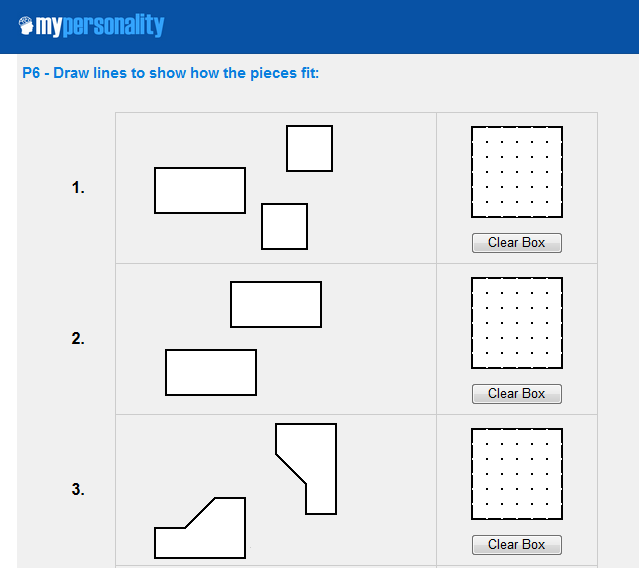 mypersonality
P6 - Draw lines to show how the pieces fit:
1.
Clear Box
2.
Clear Box
3.
Clear Box